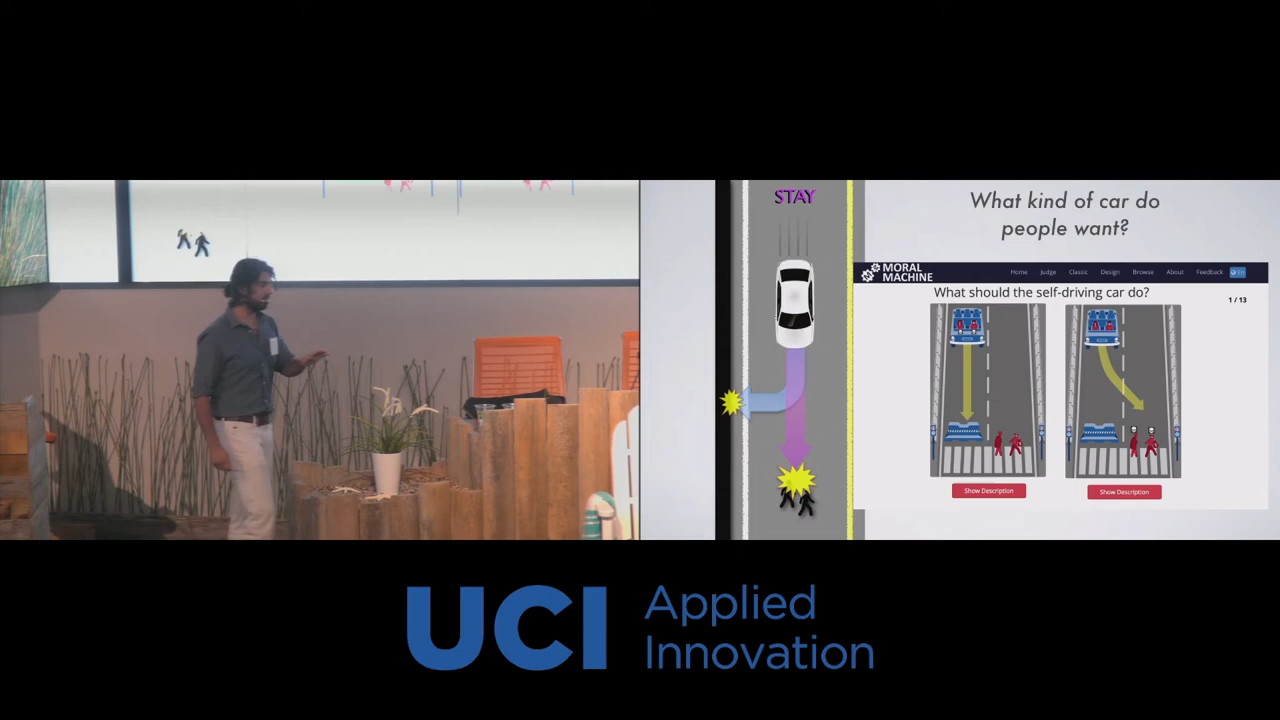 STAY
What kind of car do
people want?
MORAL
MACHINE
Home Judge Classic Design Browse About Feedback En
What should the self-driving car do?
1 / 13
Show Description
Show Description
UCI Applied
Innovation